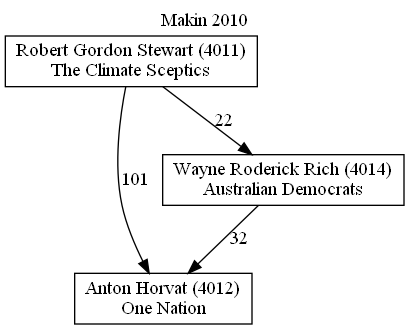 Makin 2010
Robert Gordon Stewart (4011)
The Climate Sceptics
22
Wayne Roderick Rich (4014)
Australian Democrats
101
32
Anton Horvat (4012)
One Nation